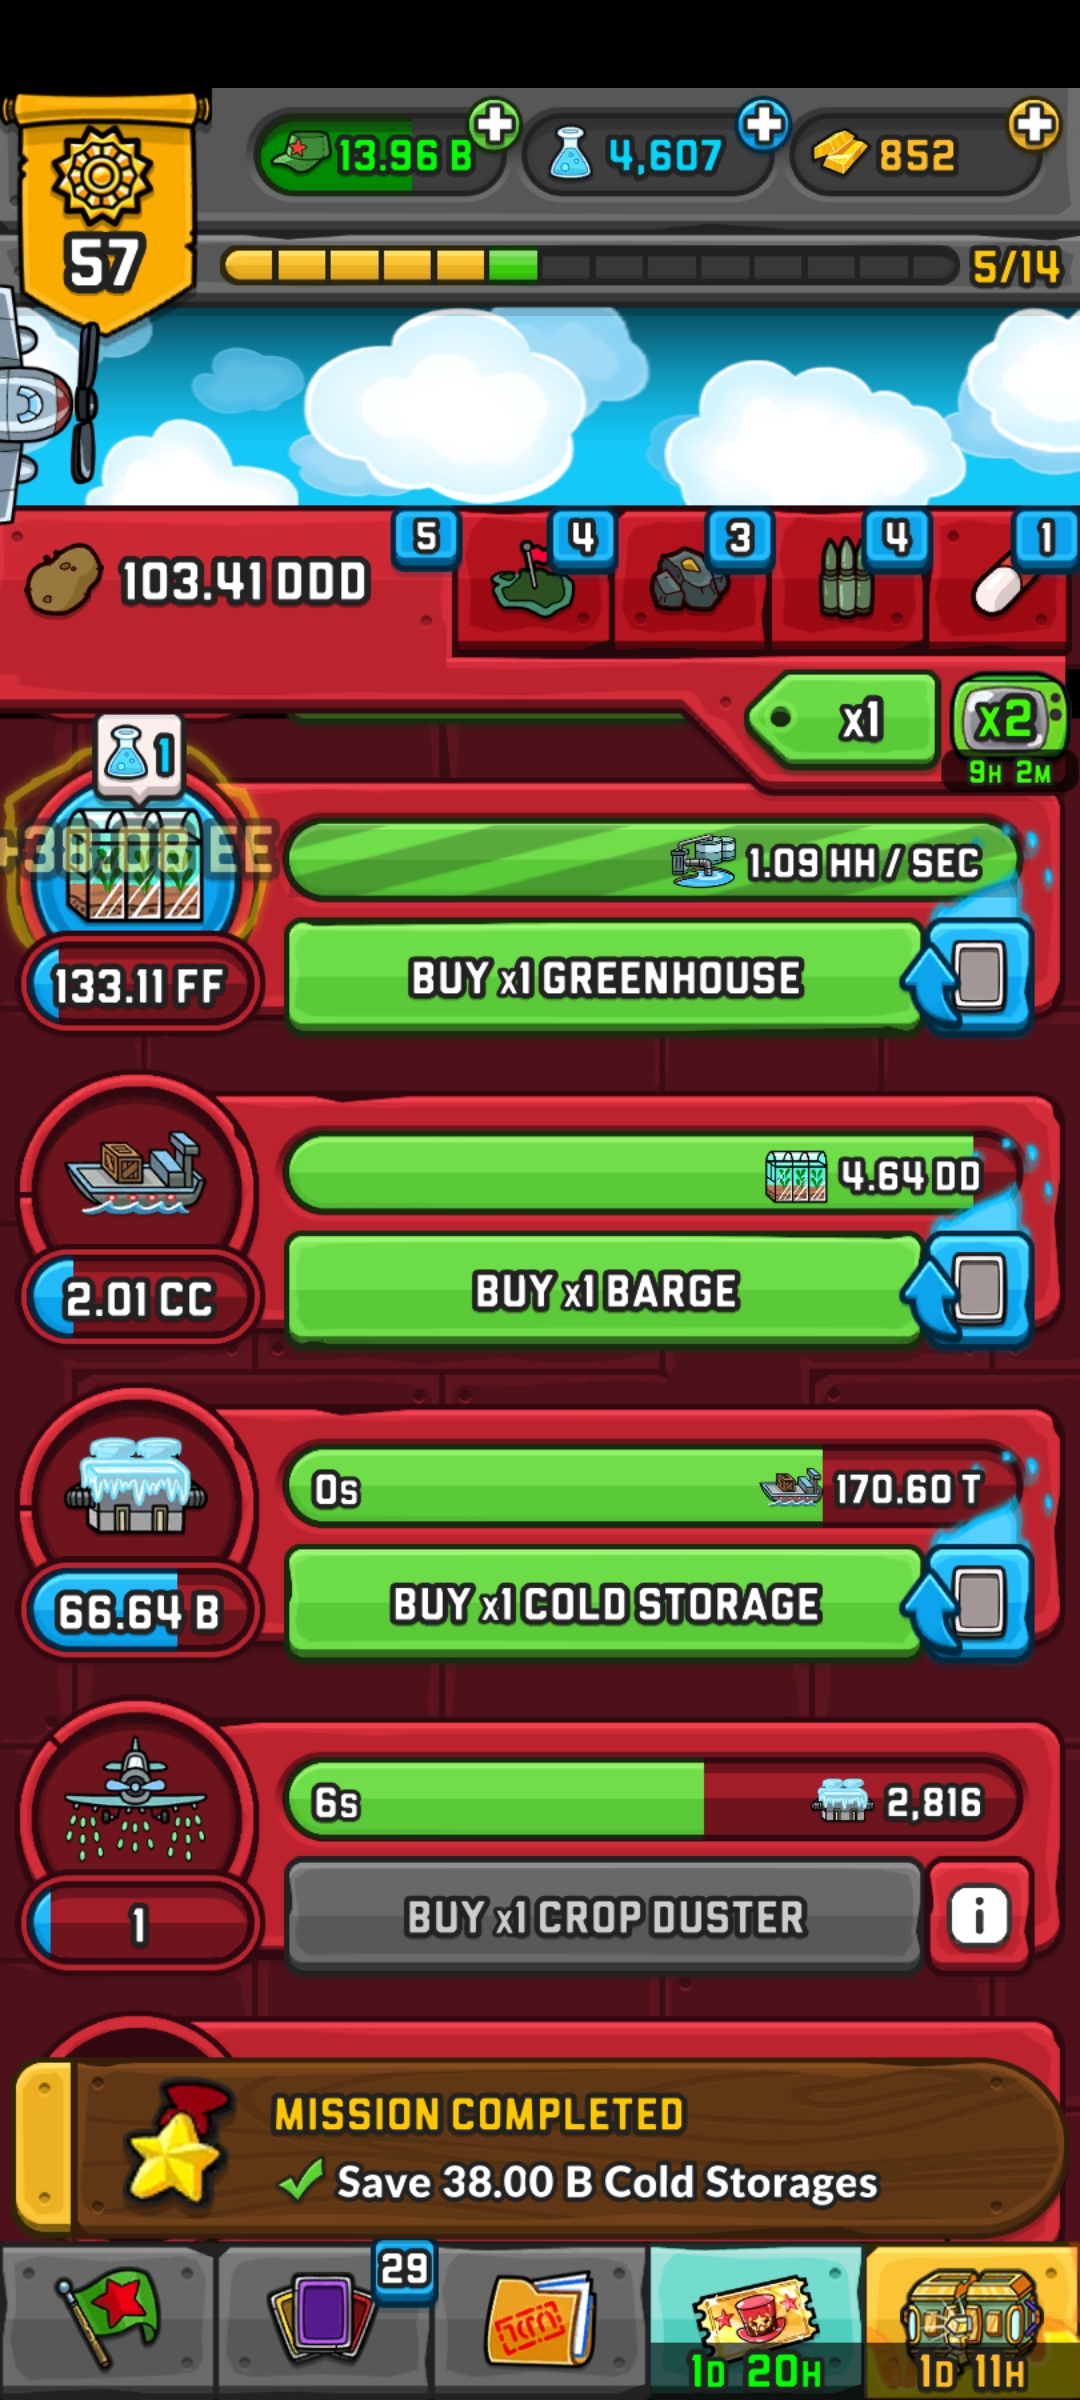 13.96 B
4,607
852
57
5/14
5
4
3
4
1
103.41 DDD
x1
x2
9H 2M
1
+38.08 EE
1.09 HH / SEC
133.11 FF
BUY x1 GREENHOUSE
4.64 DD
2.01 CC
BUY x1 BARGE
0s
170.60 T
66.64 B
BUY x1 COLD STORAGE
6s
2,816
1
BUY x1 CROP DUSTER
i
MISSION COMPLETED
Save 38.00 B Cold Storages
29
1D 20H
1D 11H